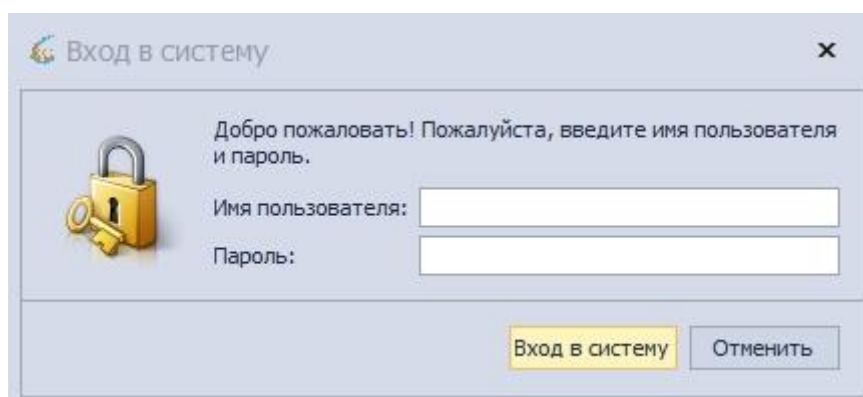 Вход в систему
Добро пожаловать! Пожалуйста, введите имя пользователя
и пароль.
Имя пользователя:
Пароль:
Вход в систему Отменить